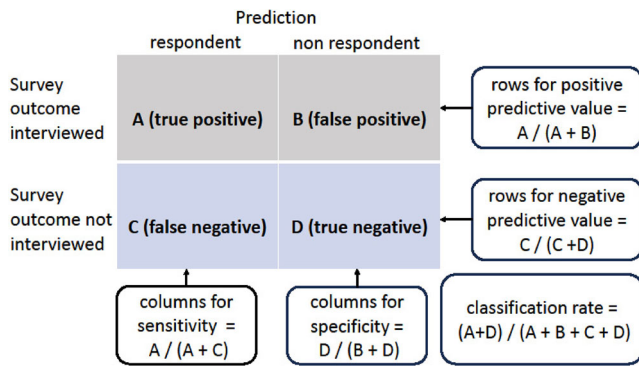 Prediction
respondent non respondent
Survey
outcome
interviewed
A (true positive) B (false positive)
rows for positive
predictive value =
A / (A + B)
Survey
outcome not
interviewed
C (false negative) D (true negative)
rows for negative
predictive value =
C / (C +D)
columns for
sensitivity =
A / (A + C)
columns for
specificity =
D / (B + D)
classification rate =
(A+D) / (A + B + C + D)